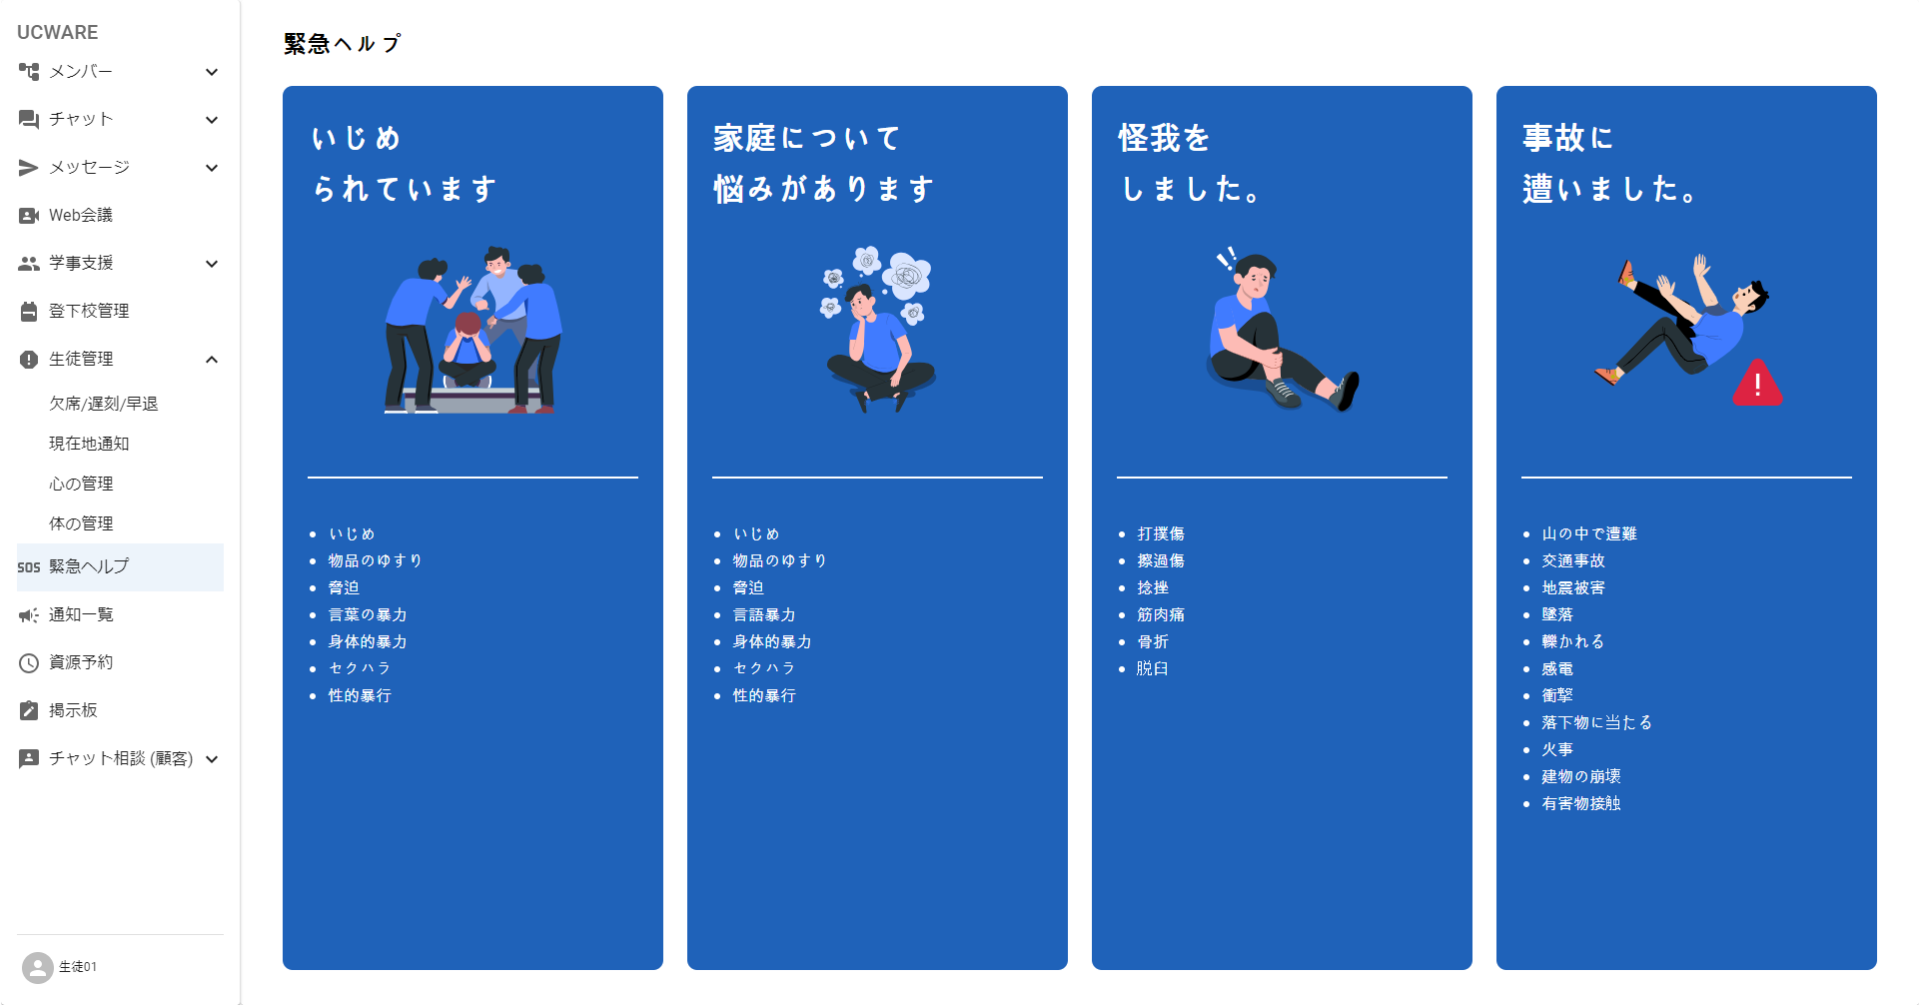 UCWARE
メンバー
チャット
メッセージ
Web会議
学事支援
登下校管理
生徒管理
欠席/遅刻/早退
現在地通知
心の管理
体の管理
SOS 緊急ヘルプ
通知一覧
資源予約
掲示板
チャット相談 (顧客)
生徒01
緊急ヘルプ
いじめ
られています
いじめ
物品のゆすり
脅迫
言葉の暴力
身体的暴力
セクハラ
性的暴行
家庭について
悩みがあります
いじめ
物品のゆすり
脅迫
言語暴力
身体的暴力
セクハラ
性的暴行
怪我を
しました。
打撲傷
擦過傷
捻挫
筋肉痛
骨折
脱臼
事故に
遭いました。
山の中で遭難
交通事故
地震被害
墜落
轢かれる
感電
衝撃
落下物に当たる
火事
建物の崩壊
有害物接触